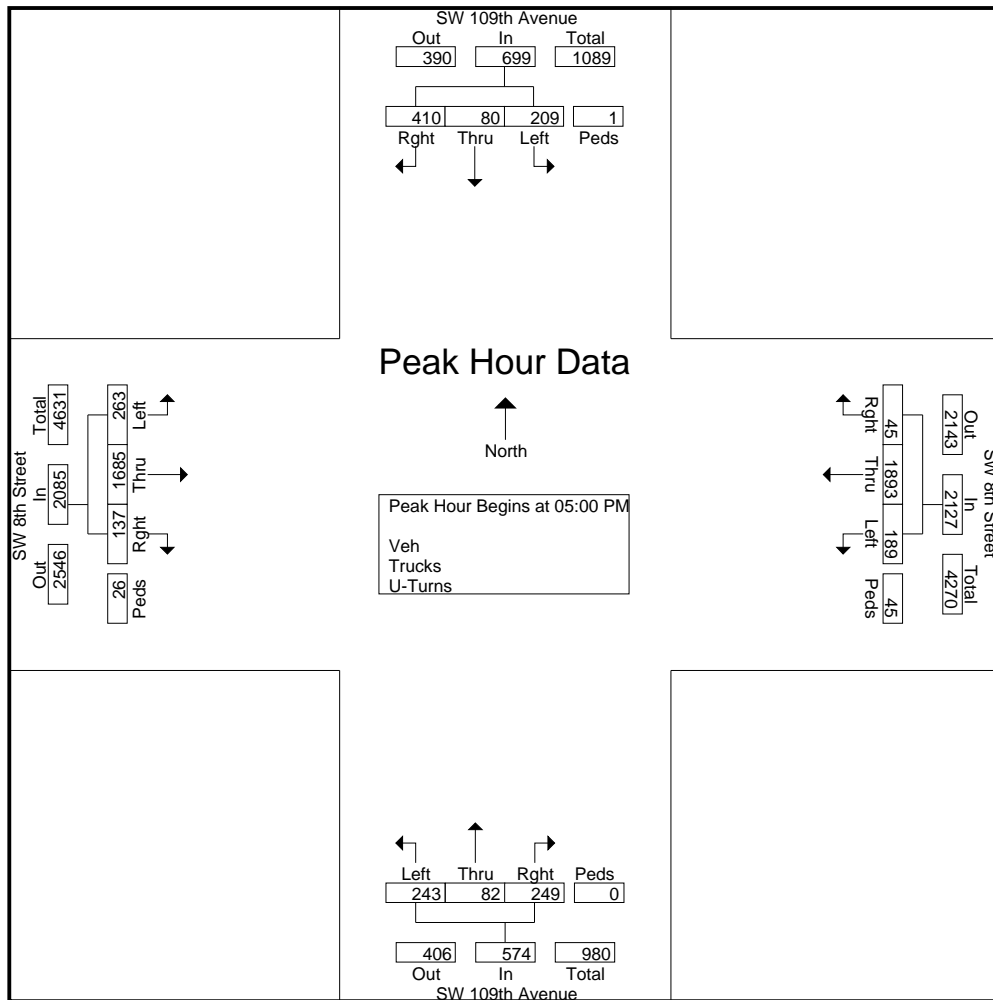 SW 109th Avenue
Out In Total
390 699 1089
410 80 209 1
Rght Thru Left Peds
Peak Hour Data
North
Peak Hour Begins at 05:00 PM
Veh
Trucks
U-Turns
SW 8th Street
Total In Out
4631 2085 2546
263 1685 137 26
Left Thru Rght Peds
Rght Thru Left Peds
45 1893 189 45
Out In Total
2143 2127 4270
SW 8th Street
Left Thru Rght Peds
243 82 249 0
406 574 980
Out In Total
SW 109th Avenue